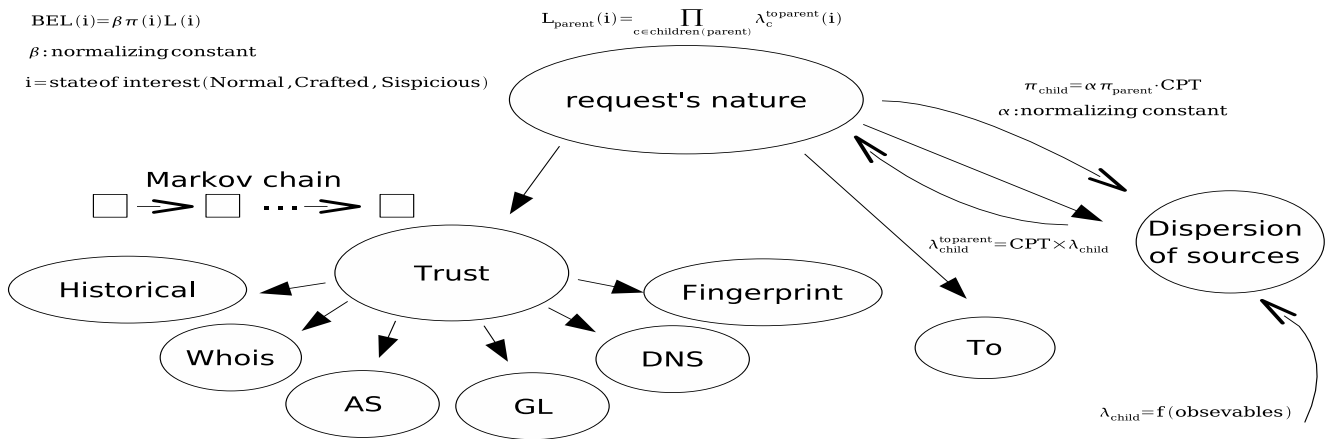 BEL(i)=βπ(i)L(i)
β:normalizing constant
i=state of interest(Normal,Crafted,Sispicious)
L_parent(i)=∏_{c∈children(parent)} λ_c^{toparent}(i)
request's nature
π_child=απ_parent·CPT
α:normalizing constant
Markov chain
...
Dispersion
of sources
λ_child^{toparent}=CPT×λ_child
Trust
Historical
Fingerprint
Whois
DNS
To
AS
GL
λ_child=f(obsevables)